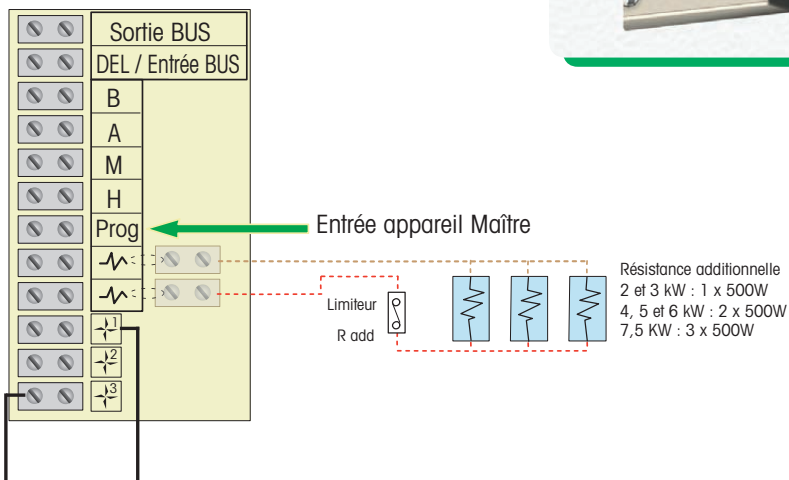 Sortie BUS
DEL / Entrée BUS
B
A
M
H
Prog
Entrée appareil Maître
Limiteur
R add
Résistance additionnelle
2 et 3 kW : 1 x 500W
4, 5 et 6 kW : 2 x 500W
7,5 KW : 3 x 500W
1
2
3